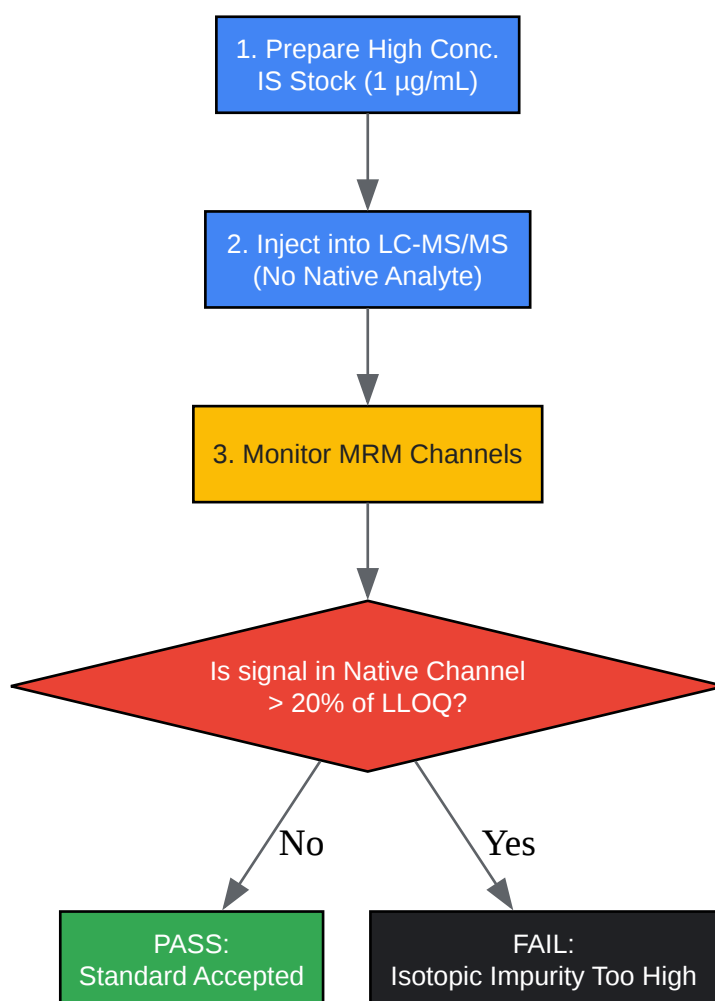 1. Prepare High Conc.
IS Stock (1 µg/mL)
2. Inject into LC-MS/MS
(No Native Analyte)
3. Monitor MRM Channels
Is signal in Native Channel
> 20% of LLOQ?
No
Yes
PASS:
Standard Accepted
FAIL:
Isotopic Impurity Too High